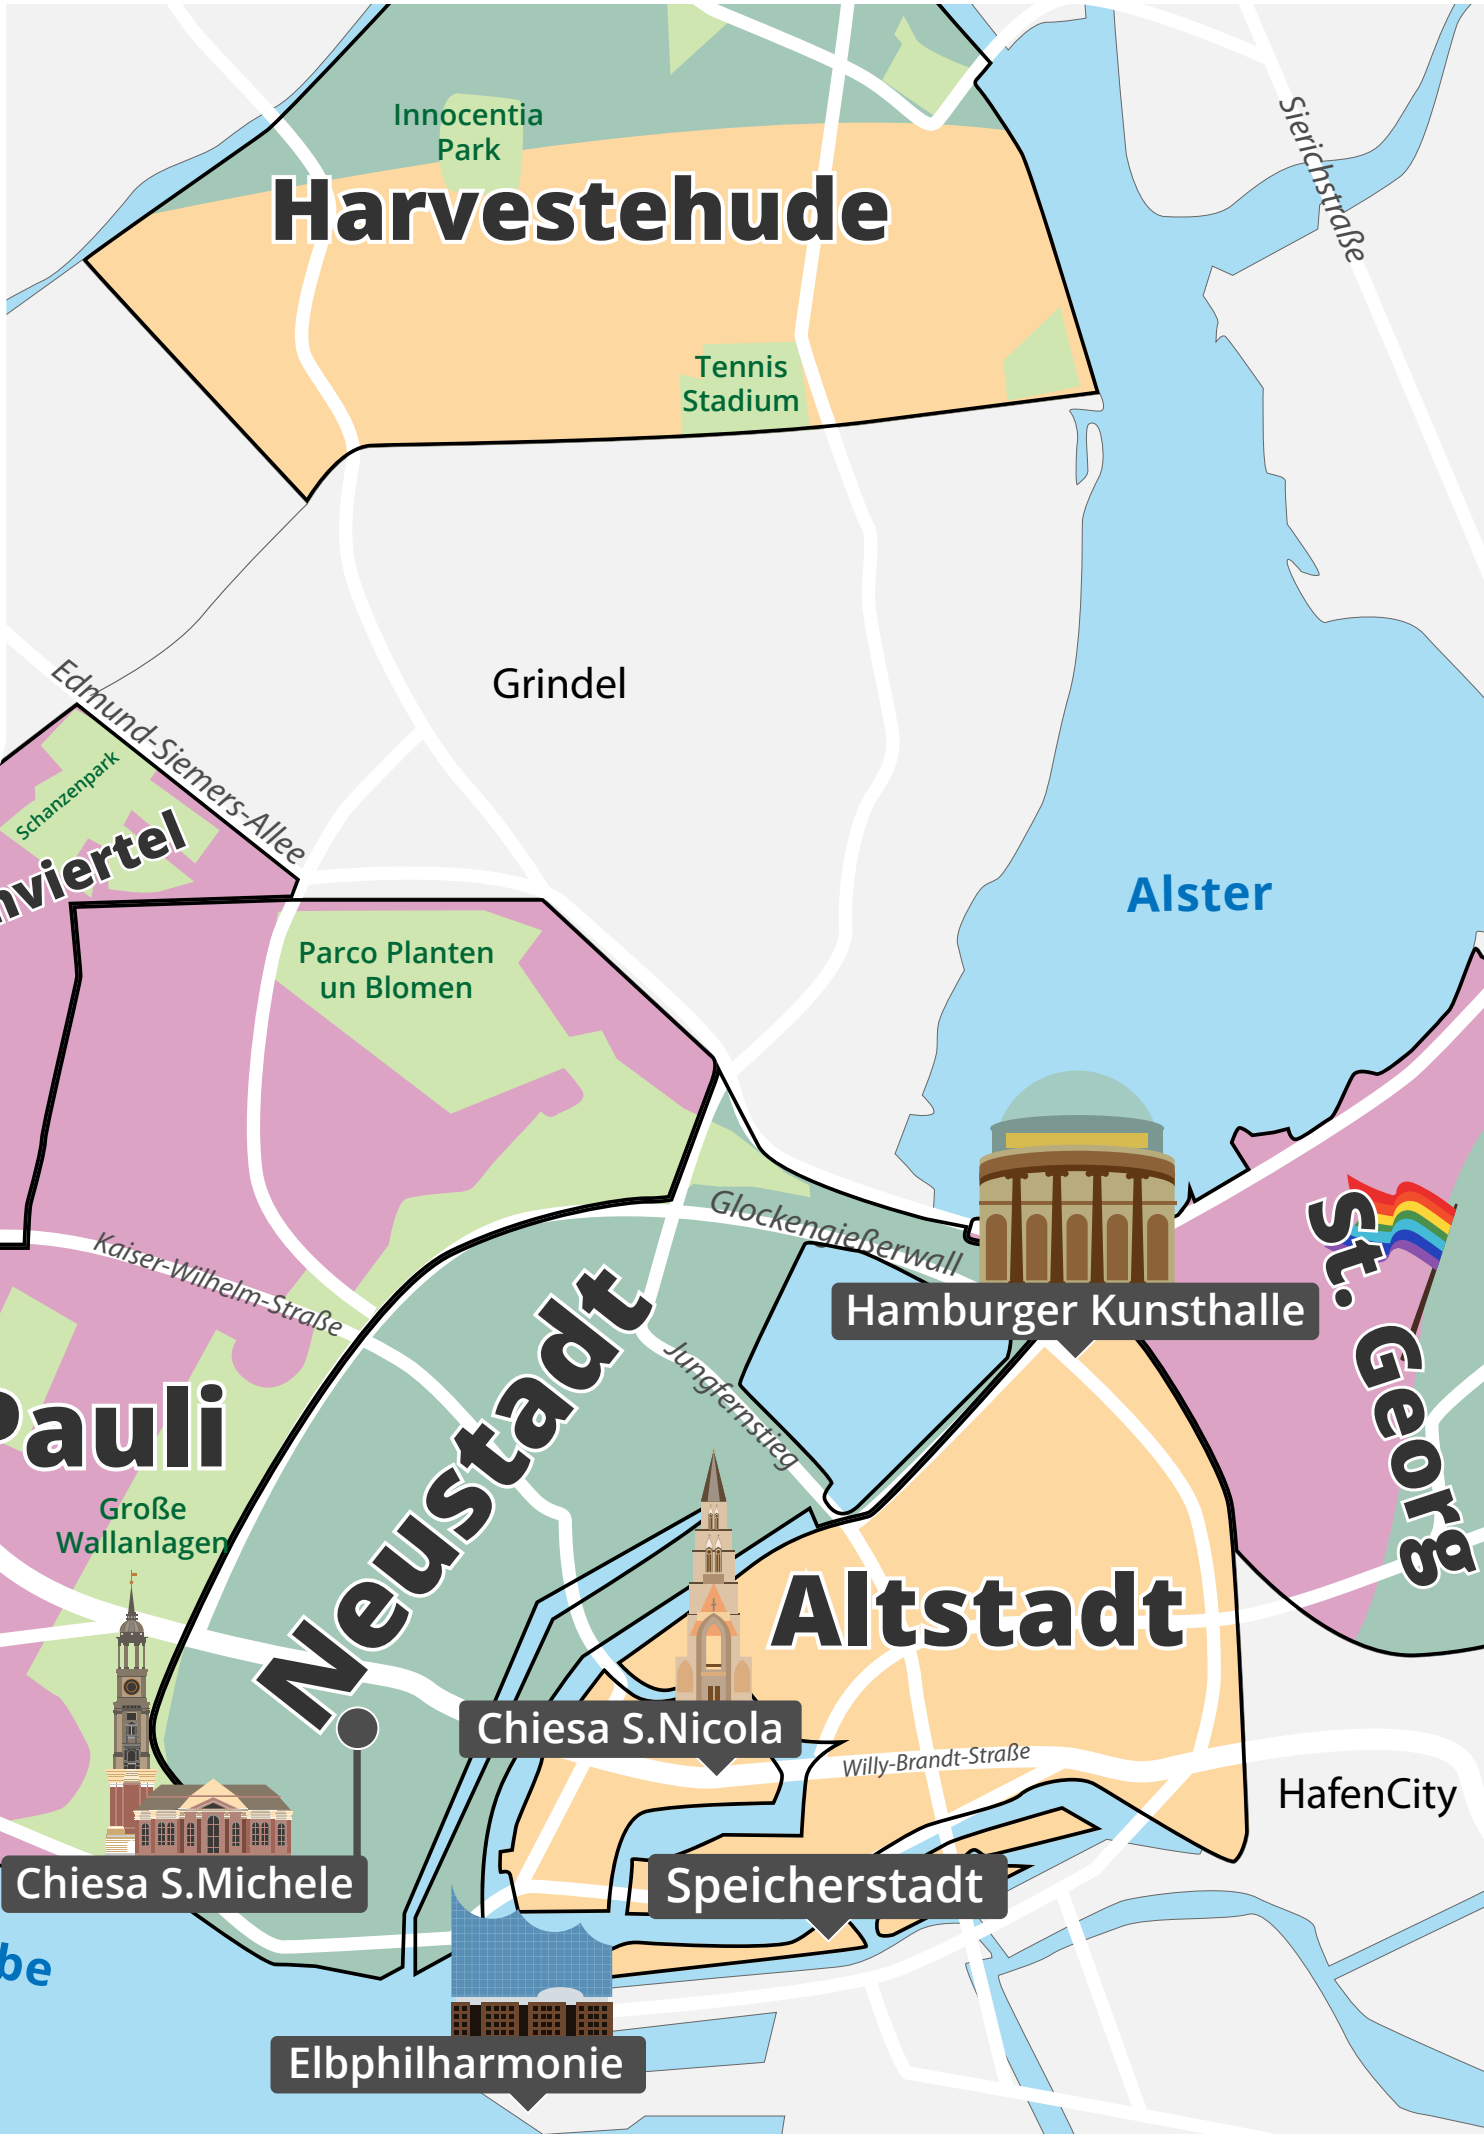 Innocentia
Park
Harvestehude
Sierichstraße
Tennis
Stadium
Grindel
Edmund-Siemers-Allee
Schanzenpark
nviertel
Alster
Parco Planten
un Blomen
Glockengießerwall
Kaiser-Wilhelm-Straße
St. Georg
Hamburger Kunsthalle
Jungfernstieg
Neustadt
Pauli
Große
Wallanlagen
Altstadt
Chiesa S.Nicola
Willy-Brandt-Straße
HafenCity
Chiesa S.Michele
Speicherstadt
be
Elbphilharmonie